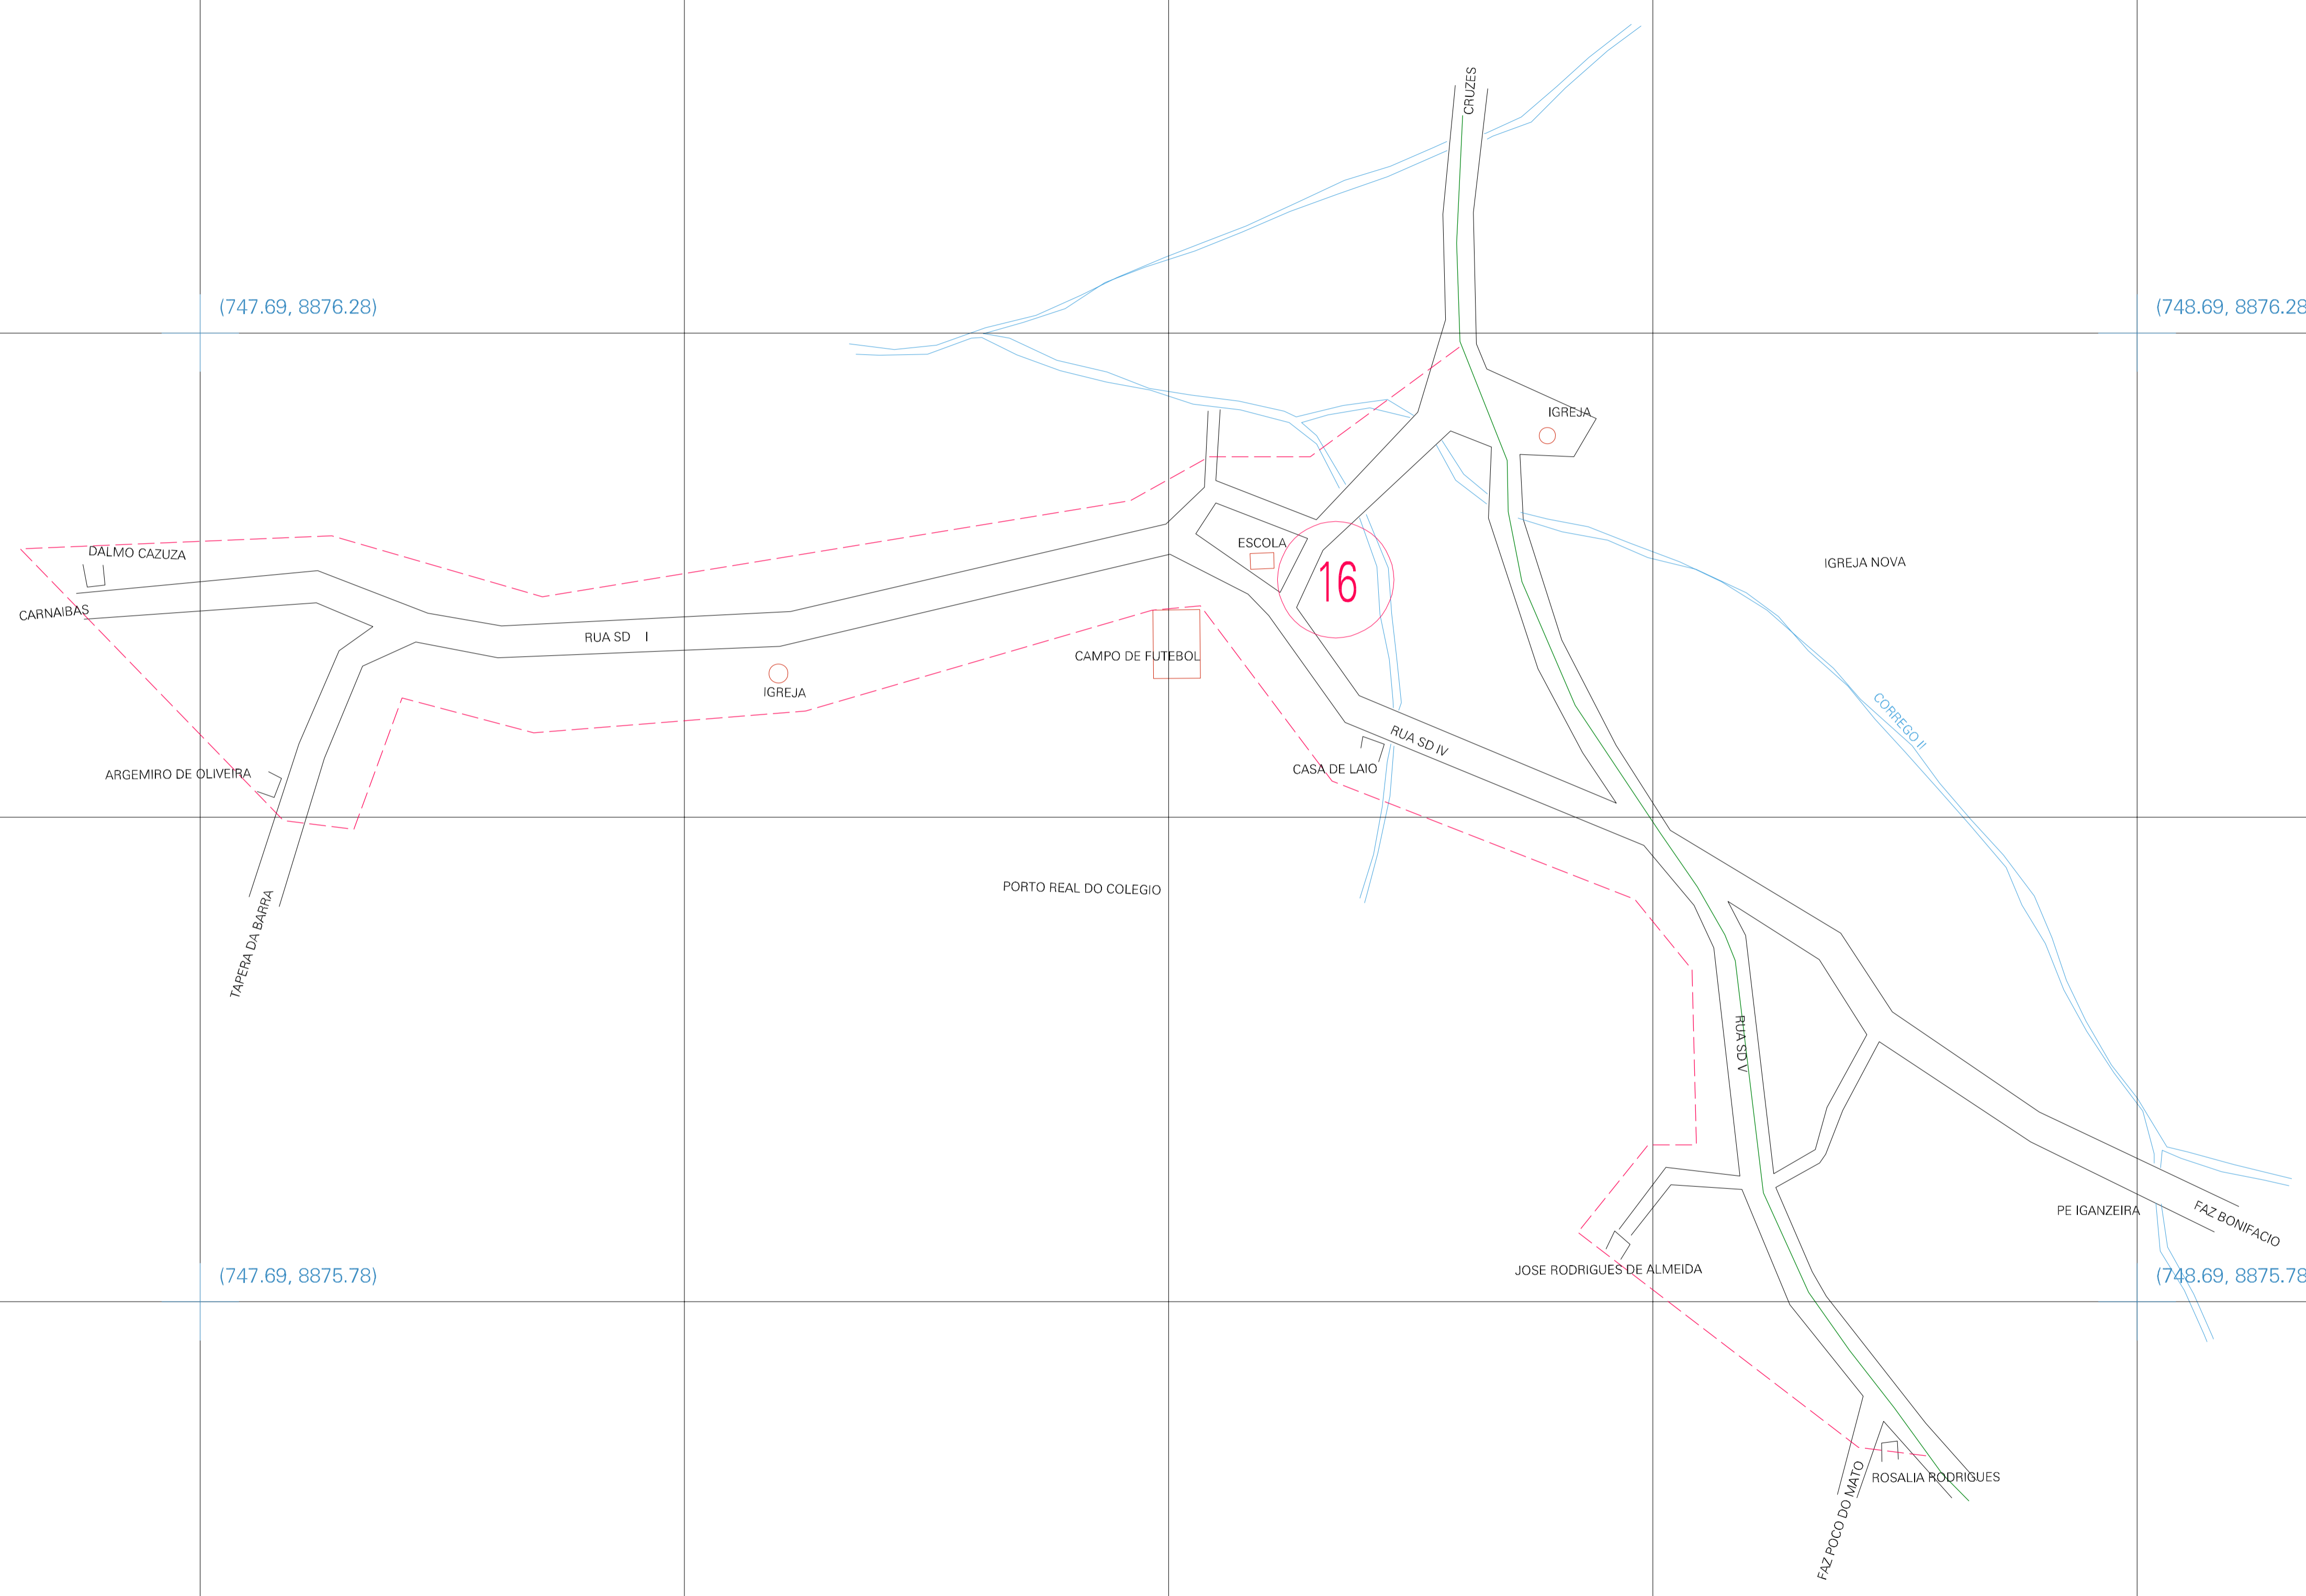 CRUZES
(747.69, 8876.28)
(748.69, 8876.28
IGREJA
ESCOLA
DALMO CAZUZA
IGREJA NOVA
16
CARNAIBAS
RUA SD I
CAMPO DE FUTEBOL
IGREJA
CORREGO II
RUA SD IV
CASA DE LAIO
ARGEMIRO DE OLIVEIRA
PORTO REAL DO COLEGIO
TAPERA DA BARRA
RUA SD V
PE IGANZEIRA
FAZ BONIFACIO
JOSE RODRIGUES DE ALMEIDA
(747.69, 8875.78)
(748.69, 8875.78
ROSALIA RODRIGUES
FAZ POCO DO MATO